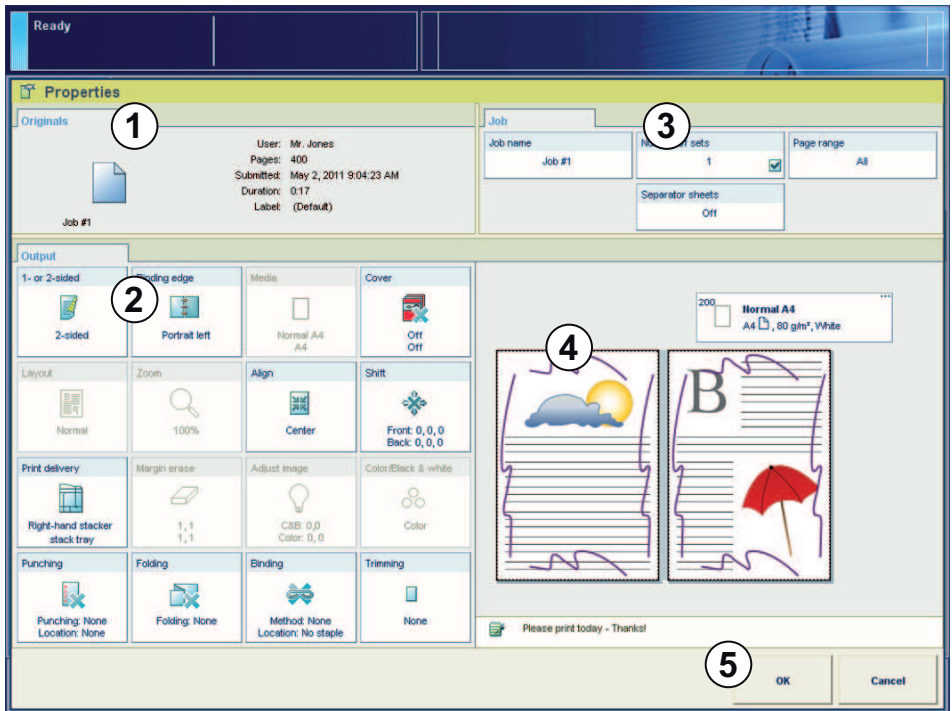 Ready
Properties
Originals
1
User: Mr. Jones
Pages: 400
Submitted: May 2, 2011 9:04:23 AM
Duration: 0:17
Label: (Default)
Job #1
Job
3
Job name
Job #1
Number of sets
1
Page range
All
Separator sheets
Off
Output
1- or 2-sided
2-sided
Binding edge
2
Portrait left
Media
Normal A4
A4
Cover
Off
Off
Layout
Normal
Zoom
100%
Align
Center
Shift
Front: 0, 0, 0
Back: 0, 0, 0
Print delivery
Right-hand stacker
stack tray
Margin erase
1, 1
1, 1
Adjust image
C&B: 0,0
Color: 0, 0
Color/Black & white
Color
Punching
Punching: None
Location: None
Folding
Folding: None
Binding
Method: None
Location: No staple
Trimming
None
200
Normal A4
A4 , 80 g/m², White
4
B
Please print today - Thanks!
5
OK
Cancel